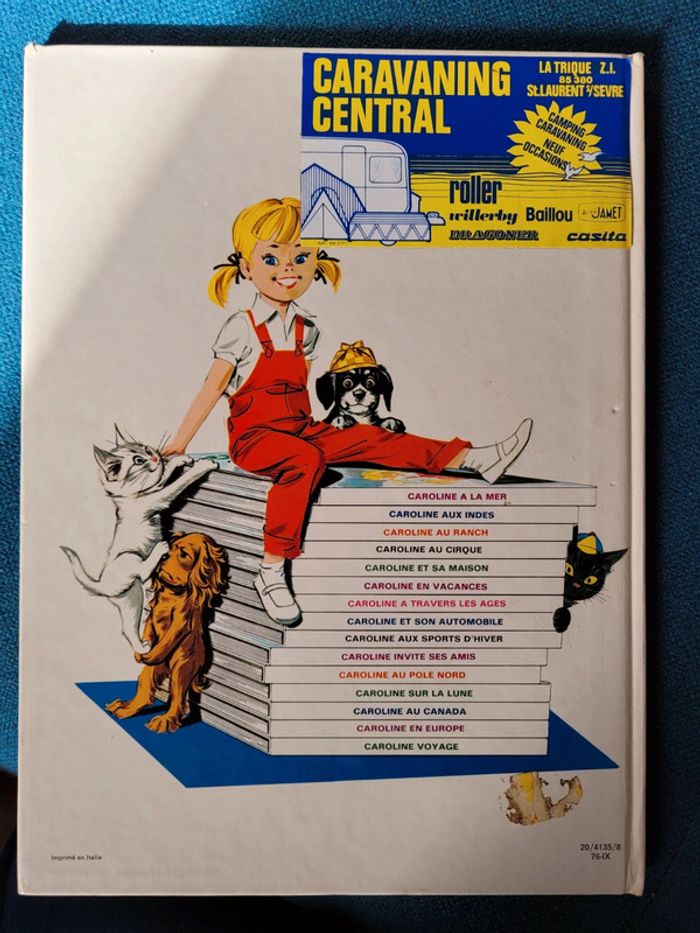 CARAVANING
CENTRAL
LA TRIQUE Z.I.
85 380
St.LAURENT S/SEVRE
CAMPING
CARAVANING
NEUF
OCCASIONS
roller
willerby Baillou JAMET
DRAGONER casita
CAROLINE A LA MER
CAROLINE AUX INDES
CAROLINE AU RANCH
CAROLINE AU CIRQUE
CAROLINE ET SA MAISON
CAROLINE EN VACANCES
CAROLINE A TRAVERS LES AGES
CAROLINE ET SON AUTOMOBILE
CAROLINE AUX SPORTS D'HIVER
CAROLINE INVITE SES AMIS
CAROLINE AU POLE NORD
CAROLINE SUR LA LUNE
CAROLINE AU CANADA
CAROLINE EN EUROPE
CAROLINE VOYAGE
Imprimé en Italie
20/4135/8
76-IX